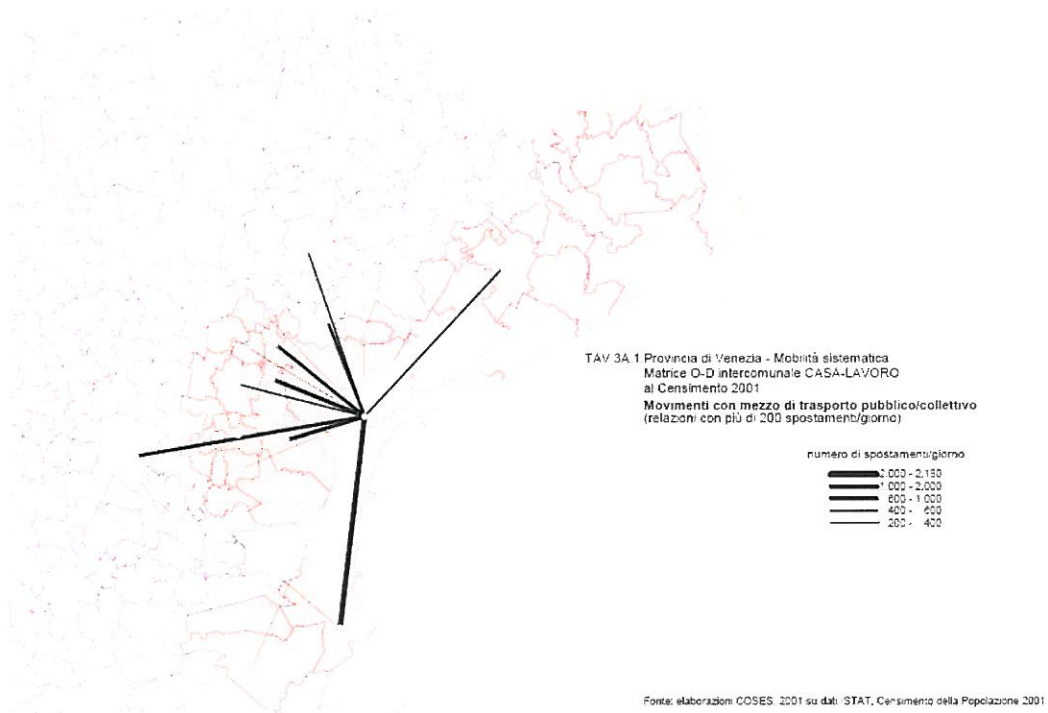 TAV 3A.1 Provincia di Venezia - Mobilità sistematica
Matrice O-D intercomunale CASA-LAVORO
al Censimento 2001
Movimenti con mezzo di trasporto pubblico/collettivo
(relazioni con più di 200 spostamenti/giorno)
numero di spostamenti/giorno
2.000 - 2.180
1.000 - 2.000
600 - 1.000
400 - 600
200 - 400
Fonte: elaborazioni COSES, 2001 su dati ISTAT, Censimento della Popolazione 2001